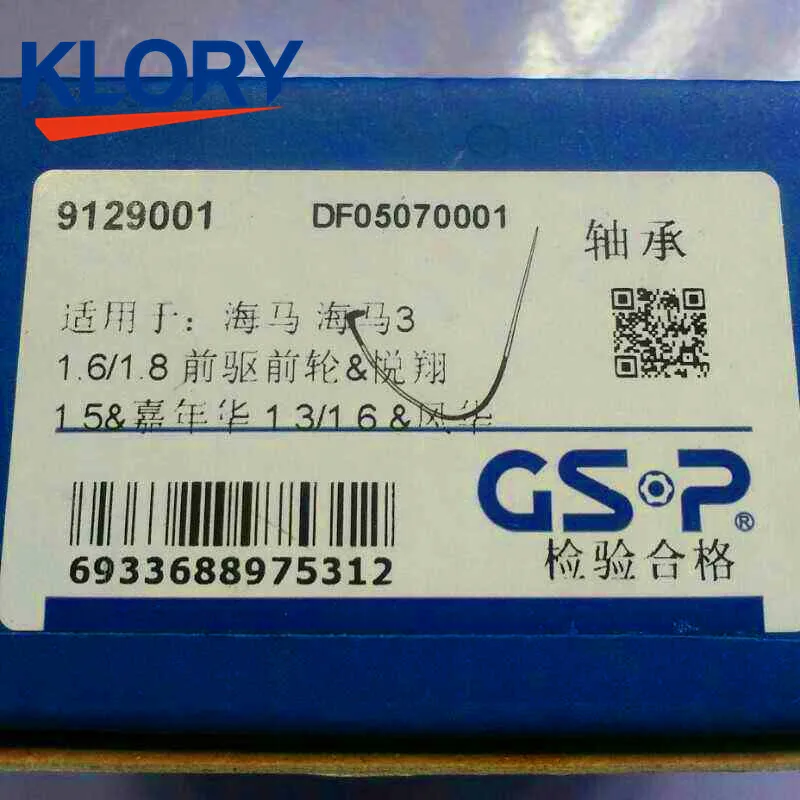 KLORY
9129001 DF05070001 轴承
适用于：海马 海马3
1.6/1.8 前驱前轮&悦翔
1.5&嘉年华 1.3/1.6 &风华
GSP®
6933688975312
检验合格